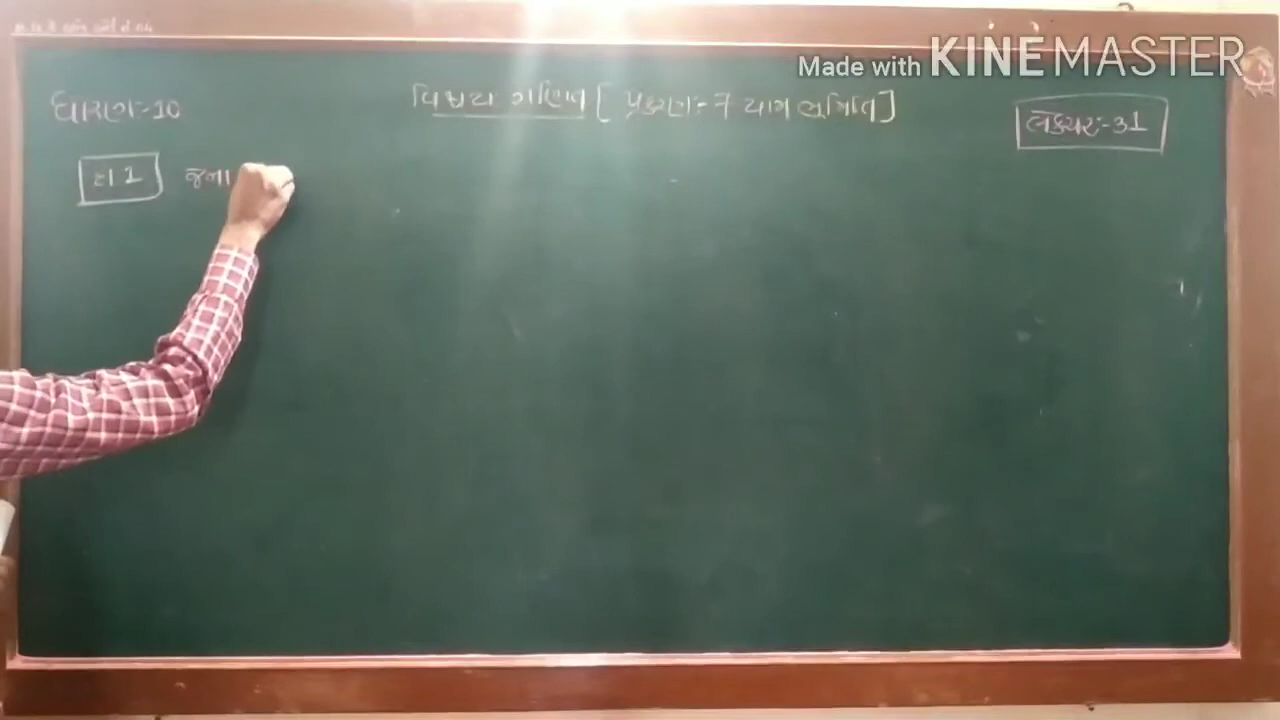 Made with KINEMASTER
ધોરણ:-10
વિષય ગણિત [ પ્રકરણ:- 7 યામ ભૂમિતિ ]
લેક્ચર:-31
દા 1 જેના